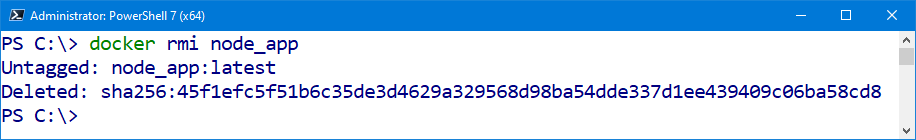 Administrator: PowerShell 7 (x64)
PS C:\> docker rmi node_app
Untagged: node_app:latest
Deleted: sha256:45f1efc5f51b6c35de3d4629a329568d98ba54dde337d1ee439409c06ba58cd8
PS C:\>